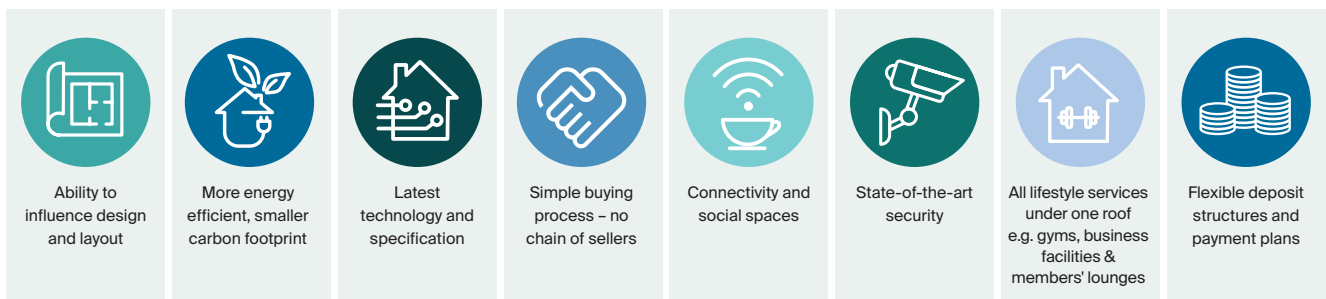 Ability to
influence design
and layout
More energy
efficient, smaller
carbon footprint
Latest
technology and
specification
Simple buying
process – no
chain of sellers
Connectivity and
social spaces
State-of-the-art
security
All lifestyle services
under one roof
e.g. gyms, business
facilities &
members' lounges
Flexible deposit
structures and
payment plans